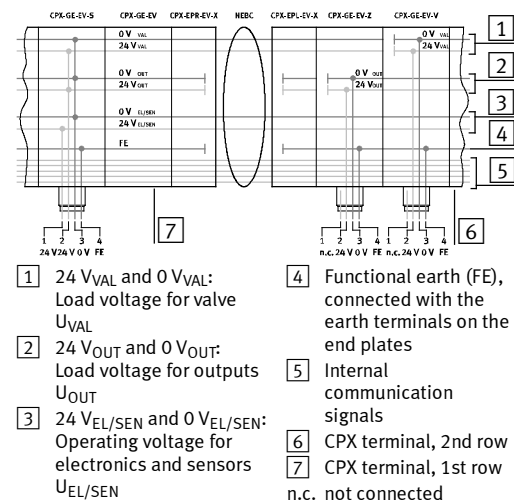 CPX-GE-EV-S CPX-GE-EV CPX-EPR-EV-X NEBC CPX-EPL-EV-X CPX-GE-EV-Z CPX-GE-EV-V
0 V VAL
24 V VAL
0 V VAL
24 V VAL
1
0 V OUT
24 V OUT
0 V OUT
24 V OUT
2
0 V EL/SEN
24 V EL/SEN
3
FE
4
5
7
6
1 2 3 4
24 V 24 V 0 V FE
1 2 3 4
n.c. 24 V 0 V FE
1 2 3 4
n.c. 24 V 0 V FE
1 24 VVAL and 0 VVAL:
Load voltage for valve
UVAL
2 24 VOUT and 0 VOUT:
Load voltage for outputs
UOUT
3 24 VEL/SEN and 0 VEL/SEN:
Operating voltage for
electronics and sensors
UEL/SEN
4 Functional earth (FE),
connected with the
earth terminals on the
end plates
5 Internal
communication
signals
6 CPX terminal, 2nd row
7 CPX terminal, 1st row
n.c. not connected